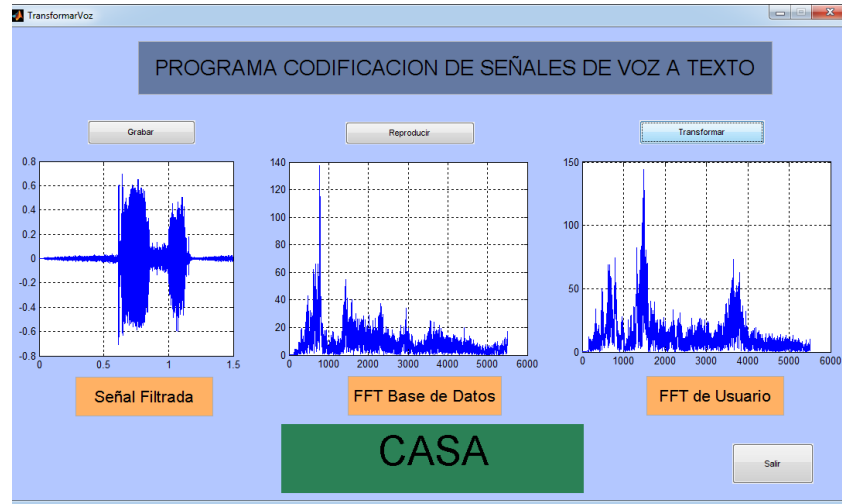 TransformarVoz
PROGRAMA CODIFICACION DE SEÑALES DE VOZ A TEXTO
Grabar
Reproducir
Transformar
0.8
0.6
0.4
0.2
0
-0.2
-0.4
-0.6
-0.8
0 0.5 1 1.5
140
120
100
80
60
40
20
0
0 1000 2000 3000 4000 5000 6000
150
100
50
0
0 1000 2000 3000 4000 5000 6000
Señal Filtrada
FFT Base de Datos
FFT de Usuario
CASA
Salir